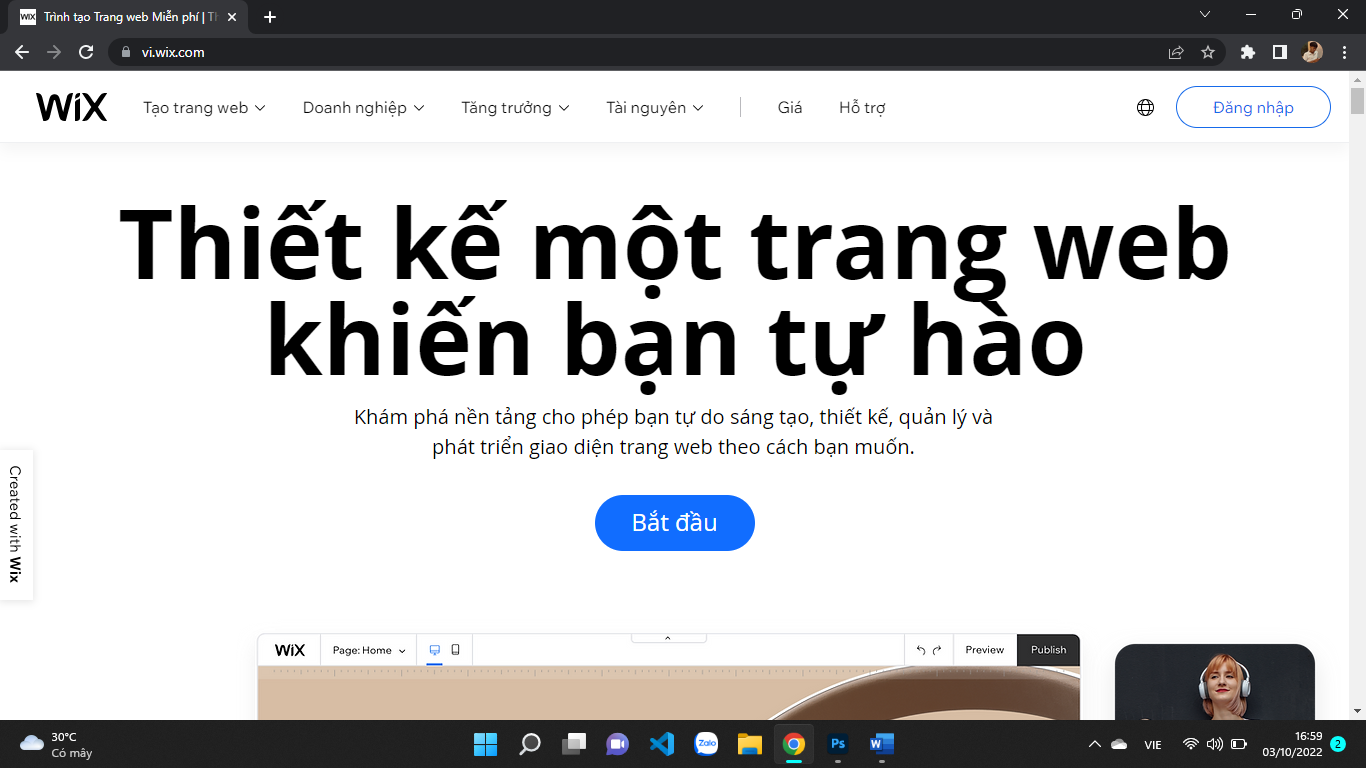 WiX Trình tạo Trang web Miễn phí | Th
vi.wix.com
WiX Tạo trang web Doanh nghiệp Tăng trưởng Tài nguyên Giá Hỗ trợ Đăng nhập
Thiết kế một trang web
khiến bạn tự hào
Khám phá nền tảng cho phép bạn tự do sáng tạo, thiết kế, quản lý và
phát triển giao diện trang web theo cách bạn muốn.
Bắt đầu
Created with Wix
WiX Page: Home Preview Publish
30°C
Có mây
Zalo
Ps
W
VIE
16:59
03/10/2022
2